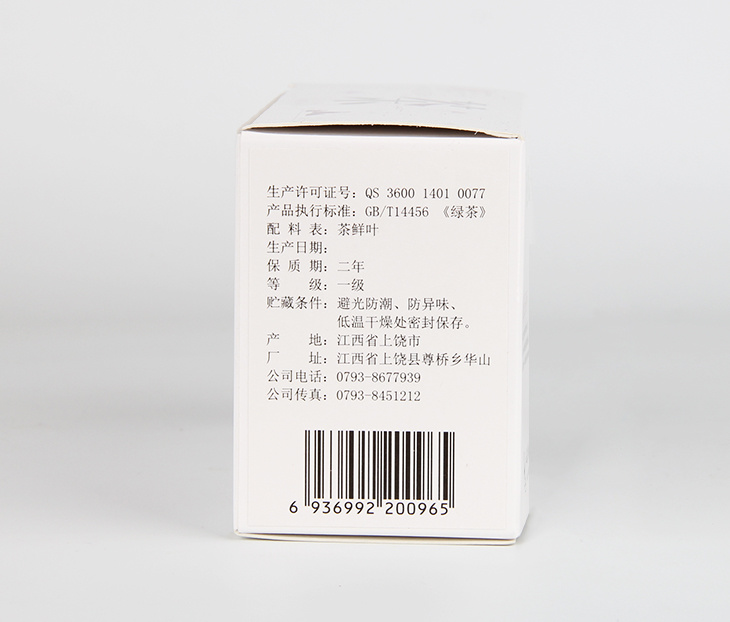 生产许可证号：QS 3600 1401 0077
产品执行标准：GB/T14456 《绿茶》
配 料 表：茶鲜叶
生产日期：
保 质 期：二年
等 级：一级
贮藏条件：避光防潮、防异味、
低温干燥处密封保存。
产 地：江西省上饶市
厂 址：江西省上饶县尊桥乡华山
公司电话：0793-8677939
公司传真：0793-8451212
6 936992 200965